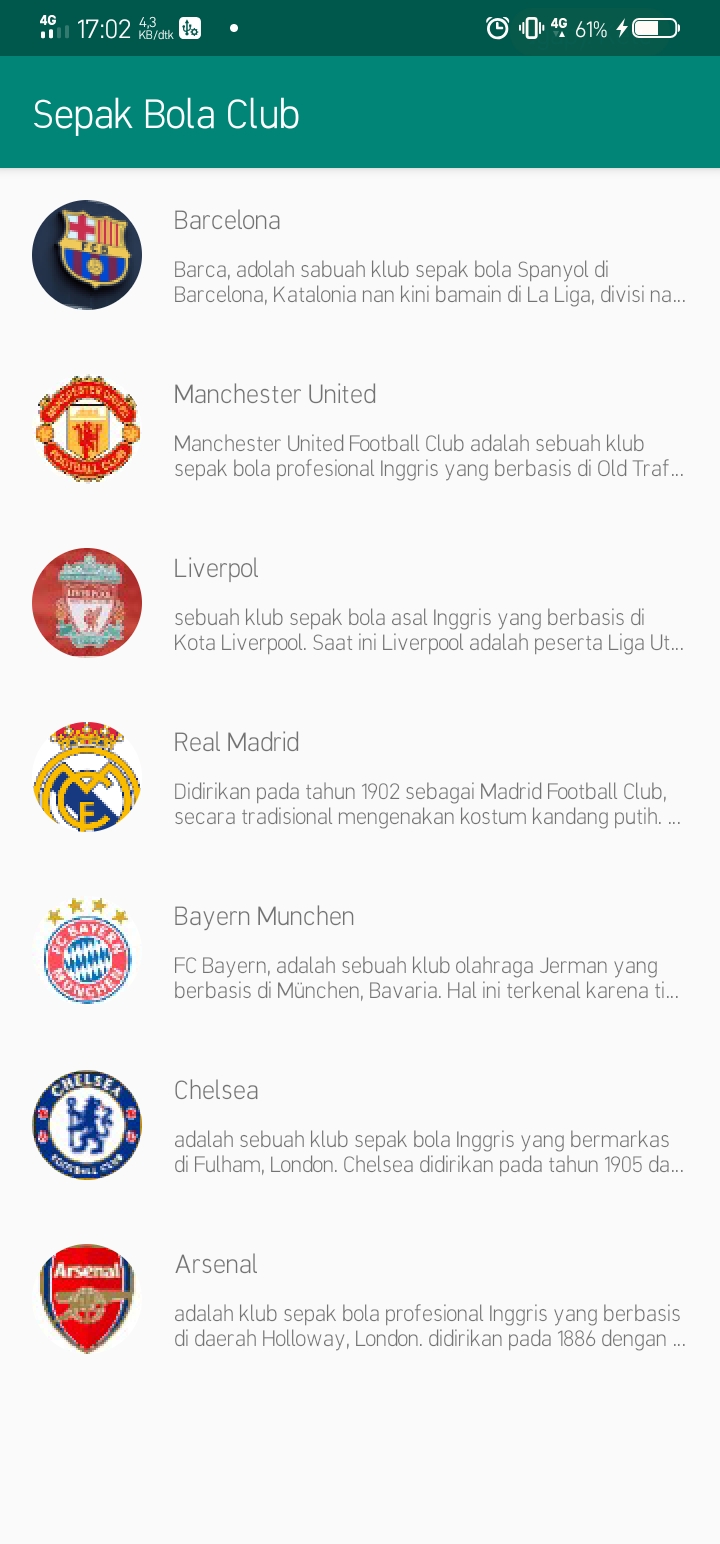 4G 17:02 4,3 KB/dtk 4G 61%
Sepak Bola Club
FCB
Barcelona
Barca, adolah sabuah klub sepak bola Spanyol di
Barcelona, Katalonia nan kini bamain di La Liga, divisi na...
MANCHESTER UNITED
FOOTBALL CLUB
Manchester United
Manchester United Football Club adalah sebuah klub
sepak bola profesional Inggris yang berbasis di Old Traf...
LIVERPOOL
Liverpol
sebuah klub sepak bola asal Inggris yang berbasis di
Kota Liverpool. Saat ini Liverpool adalah peserta Liga Ut...
Real Madrid
Didirikan pada tahun 1902 sebagai Madrid Football Club,
secara tradisional mengenakan kostum kandang putih. ...
FC BAYERN
MÜNCHEN
Bayern Munchen
FC Bayern, adalah sebuah klub olahraga Jerman yang
berbasis di München, Bavaria. Hal ini terkenal karena ti...
CHELSEA
FOOTBALL CLUB
Chelsea
adalah sebuah klub sepak bola Inggris yang bermarkas
di Fulham, London. Chelsea didirikan pada tahun 1905 da...
Arsenal
Arsenal
adalah klub sepak bola profesional Inggris yang berbasis
di daerah Holloway, London. didirikan pada 1886 dengan ...